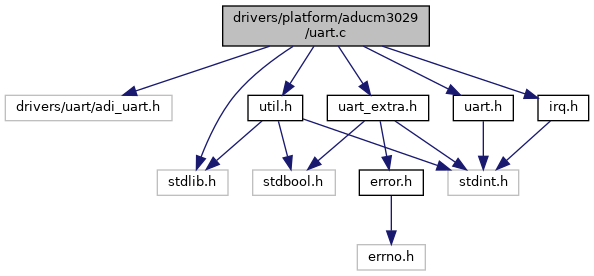 drivers/platform/aducm3029
/uart.c
drivers/uart/adi_uart.h
util.h
uart_extra.h
uart.h
irq.h
stdlib.h
stdbool.h
error.h
stdint.h
errno.h